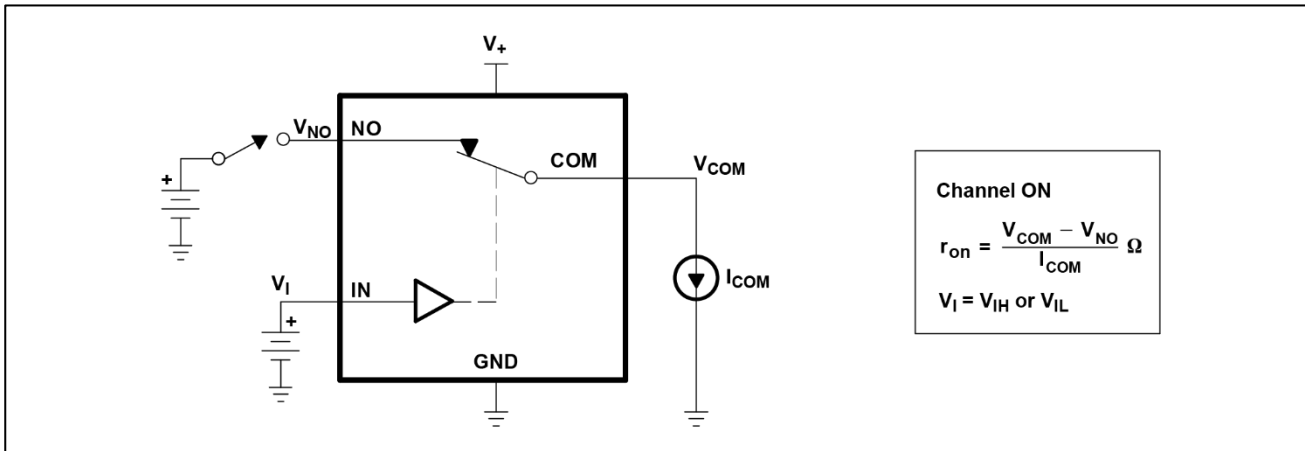 V+
VNO
NO
COM
VCOM
+
ICOM
VI
IN
+
GND
Channel ON
ron = VCOM − VNO / ICOM Ω
VI = VIH or VIL